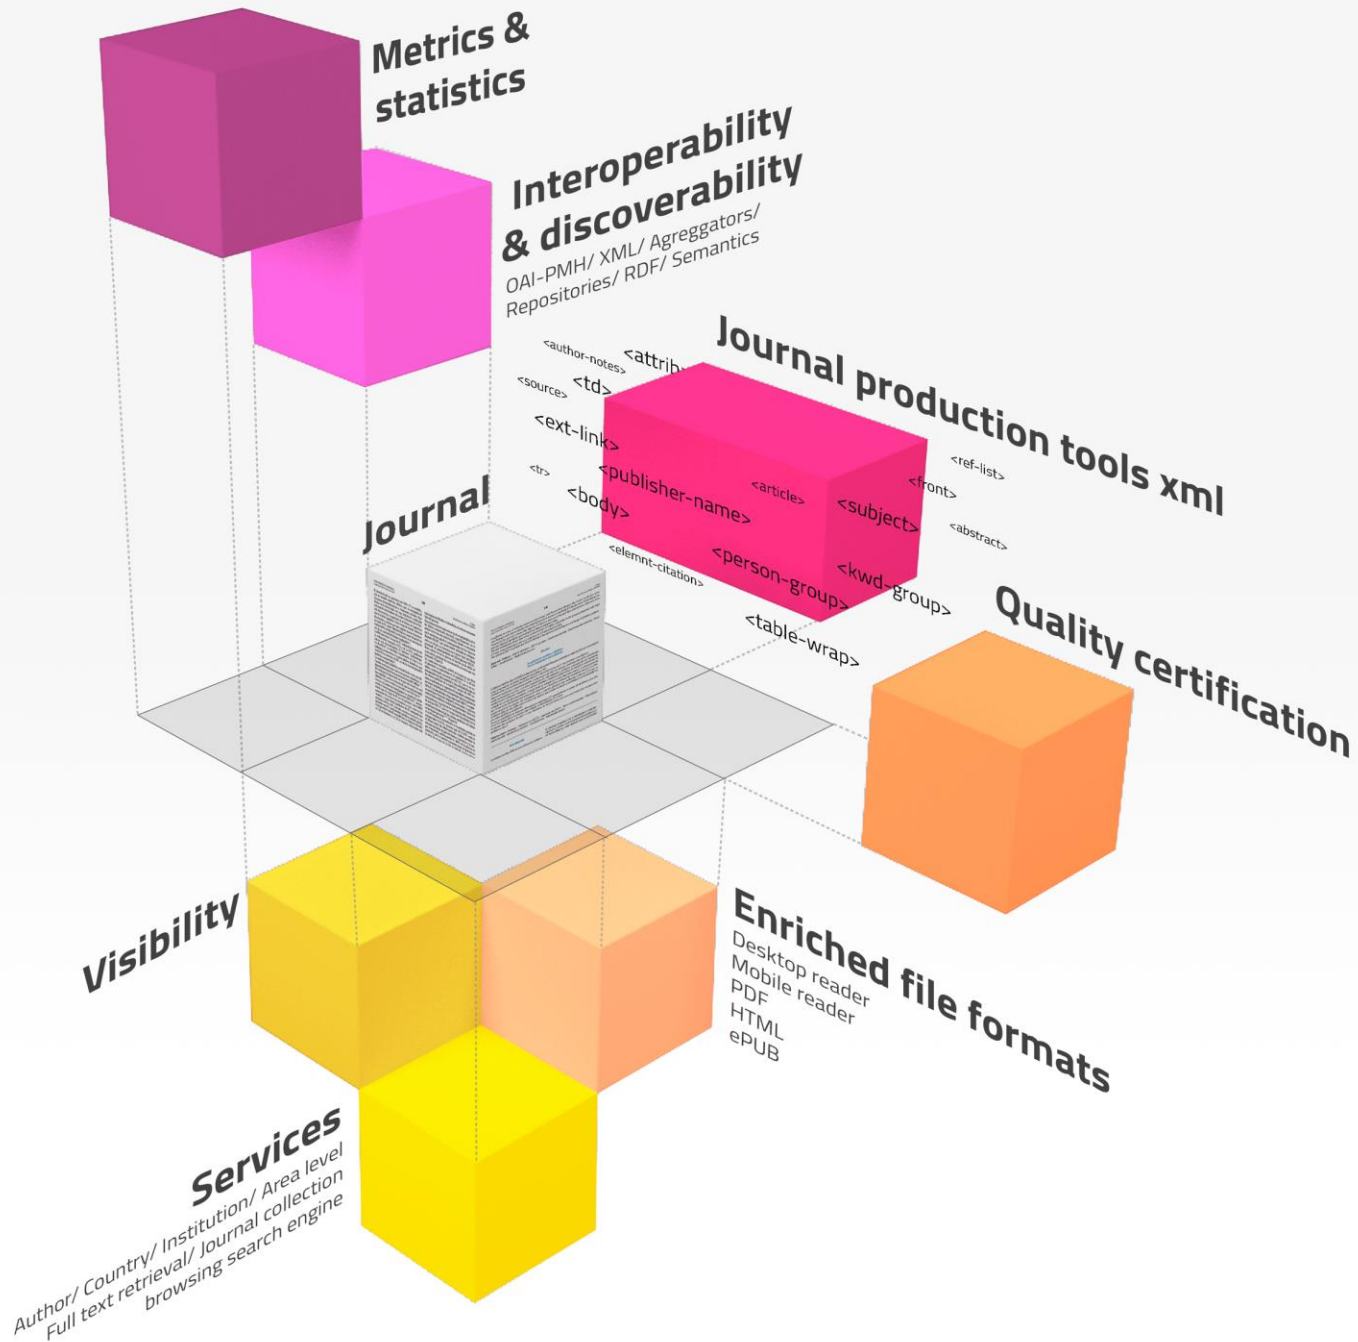 Metrics &
statistics
Interoperability
& discoverability
OAI-PMH/ XML/ Agreggators/
Repositories/ RDF/ Semantics
Journal production tools xml
<author-notes>
<attrib
<source>
<td>
<ext-link>
<tr>
<publisher-name>
<body>
<article>
<ref-list>
<front>
<subject>
<abstract>
<elemnt-citation>
<person-group>
<kwd-group>
<table-wrap>
Journal
Quality certification
Visibility
Enriched file formats
Desktop reader
Mobile reader
PDF
HTML
ePUB
Services
Author/ Country/ Institution/ Area level
Full text retrieval/ Journal collection
browsing search engine